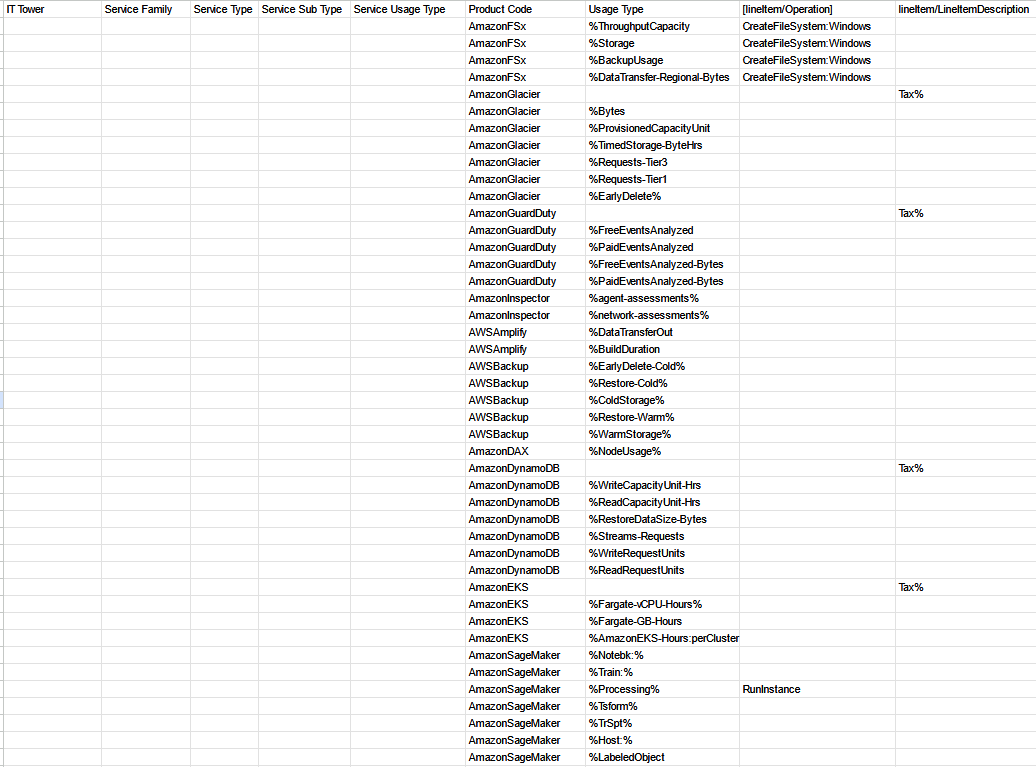 IT Tower Service Family Service Type Service Sub Type Service Usage Type Product Code Usage Type [lineItem/Operation] lineItem/LineItemDescription
AmazonFSx %ThroughputCapacity CreateFileSystem:Windows
AmazonFSx %Storage CreateFileSystem:Windows
AmazonFSx %BackupUsage CreateFileSystem:Windows
AmazonFSx %DataTransfer-Regional-Bytes CreateFileSystem:Windows
AmazonGlacier Tax%
AmazonGlacier %Bytes
AmazonGlacier %ProvisionedCapacityUnit
AmazonGlacier %TimedStorage-ByteHrs
AmazonGlacier %Requests-Tier3
AmazonGlacier %Requests-Tier1
AmazonGlacier %EarlyDelete%
AmazonGuardDuty Tax%
AmazonGuardDuty %FreeEventsAnalyzed
AmazonGuardDuty %PaidEventsAnalyzed
AmazonGuardDuty %FreeEventsAnalyzed-Bytes
AmazonGuardDuty %PaidEventsAnalyzed-Bytes
AmazonInspector %agent-assessments%
AmazonInspector %network-assessments%
AWSAmplify %DataTransferOut
AWSAmplify %BuildDuration
AWSBackup %EarlyDelete-Cold%
AWSBackup %Restore-Cold%
AWSBackup %ColdStorage%
AWSBackup %Restore-Warm%
AWSBackup %WarmStorage%
AmazonDAX %NodeUsage%
AmazonDynamoDB Tax%
AmazonDynamoDB %WriteCapacityUnit-Hrs
AmazonDynamoDB %ReadCapacityUnit-Hrs
AmazonDynamoDB %RestoreDataSize-Bytes
AmazonDynamoDB %Streams-Requests
AmazonDynamoDB %WriteRequestUnits
AmazonDynamoDB %ReadRequestUnits
AmazonEKS Tax%
AmazonEKS %Fargate-vCPU-Hours%
AmazonEKS %Fargate-GB-Hours
AmazonEKS %AmazonEKS-Hours:perCluster
AmazonSageMaker %Notebk:%
AmazonSageMaker %Train:%
AmazonSageMaker %Processing% RunInstance
AmazonSageMaker %Tsform%
AmazonSageMaker %TrSpt%
AmazonSageMaker %Host:%
AmazonSageMaker %LabeledObject